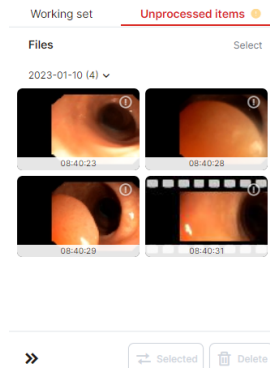 Working set Unprocessed items
Files Select
2023-01-10 (4)
08:40:23 08:40:28
08:40:29 08:40:31
Selected Delete